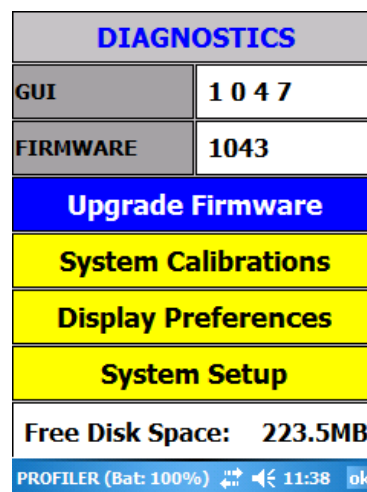 DIAGNOSTICS
GUI 1 0 4 7
FIRMWARE 1043
Upgrade Firmware
System Calibrations
Display Preferences
System Setup
Free Disk Space: 223.5MB
PROFILER (Bat: 100%) 11:38 ok